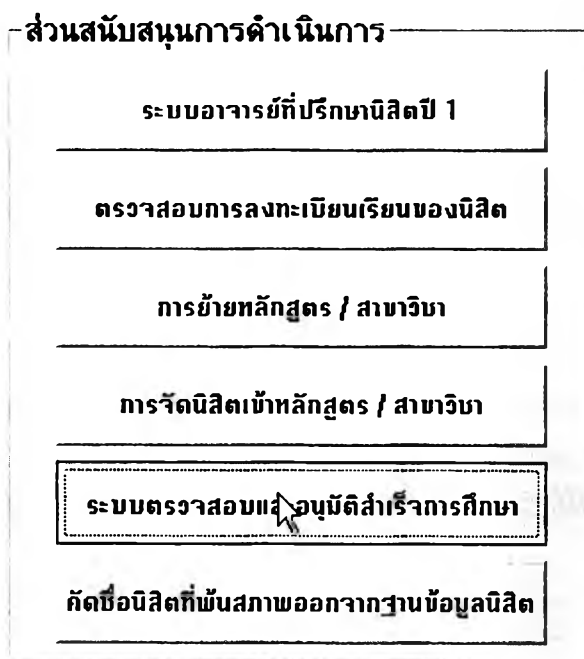 ส่วนสนับสนุนการดำเนินการ
ระบบอาจารย์ที่ปรึกษานิสิตปี 1
ตรวจสอบการลงทะเบียนเรียนของนิสิต
การย้ายหลักสูตร / สาขาวิชา
การจัดนิสิตเข้าหลักสูตร / สาขาวิชา
ระบบตรวจสอบและอนุมัติสำเร็จการศึกษา
คัดชื่อนิสิตที่พ้นสภาพออกจากฐานข้อมูลนิสิต